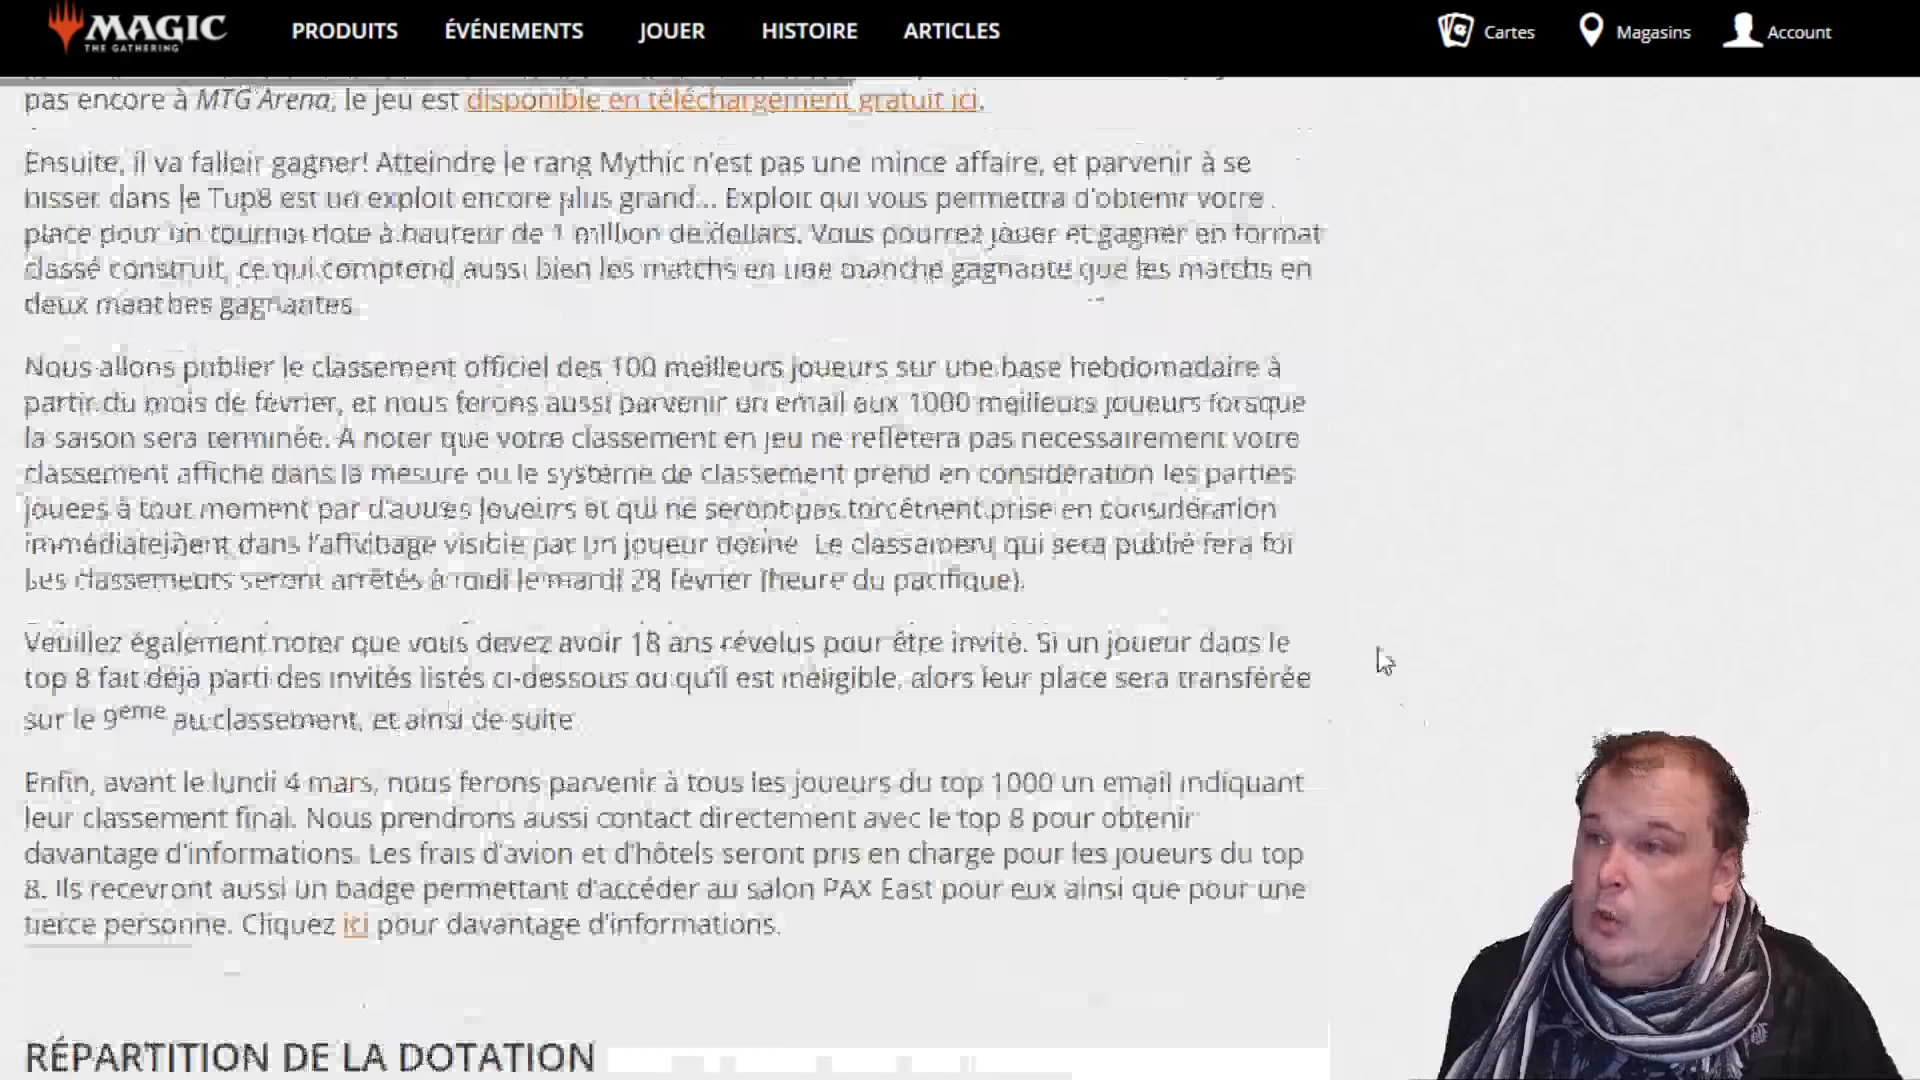 MAGIC
THE GATHERING
PRODUITS
ÉVÉNEMENTS
JOUER
HISTOIRE
ARTICLES
Cartes
Magasins
Account
pas encore à MTG Arena, le jeu est disponible en téléchargement gratuit ici.
Ensuite, il va falloir gagner! Atteindre le rang Mythic n'est pas une mince affaire, et parvenir à se
hisser dans le Top8 est un exploit encore plus grand... Exploit qui vous permettra d'obtenir votre
place pour un tournoi doté à hauteur de 1 million de dollars. Vous pourrez jouer et gagner en format
classé construit, ce qui comprend aussi bien les matchs en une manche gagnante que les matchs en
deux manches gagnantes
Nous allons publier le classement officiel des 100 meilleurs joueurs sur une base hebdomadaire à
partir du mois de février, et nous ferons aussi parvenir un email aux 1000 meilleurs joueurs lorsque
la saison sera terminée. A noter que votre classement en jeu ne reflètera pas nécessairement votre
classement affiché dans la mesure ou le système de classement prend en considération les parties
jouées à tout moment par d'autres joueurs et qui ne seront pas forcément prise en considération
immédiatement dans l'affichage visible par un joueur donné. Le classement qui sera publié fera foi
Les classements seront arrêtés à midi le mardi 28 février (heure du pacifique).
Veuillez également noter que vous devez avoir 18 ans révolus pour être invité. Si un joueur dans le
top 8 fait déjà parti des invités listés ci-dessous ou qu'il est inéligible, alors leur place sera transférée
sur le 9eme au classement, et ainsi de suite
Enfin, avant le lundi 4 mars, nous ferons parvenir à tous les joueurs du top 1000 un email indiquant
leur classement final. Nous prendrons aussi contact directement avec le top 8 pour obtenir
davantage d'informations. Les frais d'avion et d'hôtels seront pris en charge pour les joueurs du top
8. Ils recevront aussi un badge permettant d'accéder au salon PAX East pour eux ainsi que pour une
tierce personne. Cliquez ici pour davantage d'informations.
RÉPARTITION DE LA DOTATION